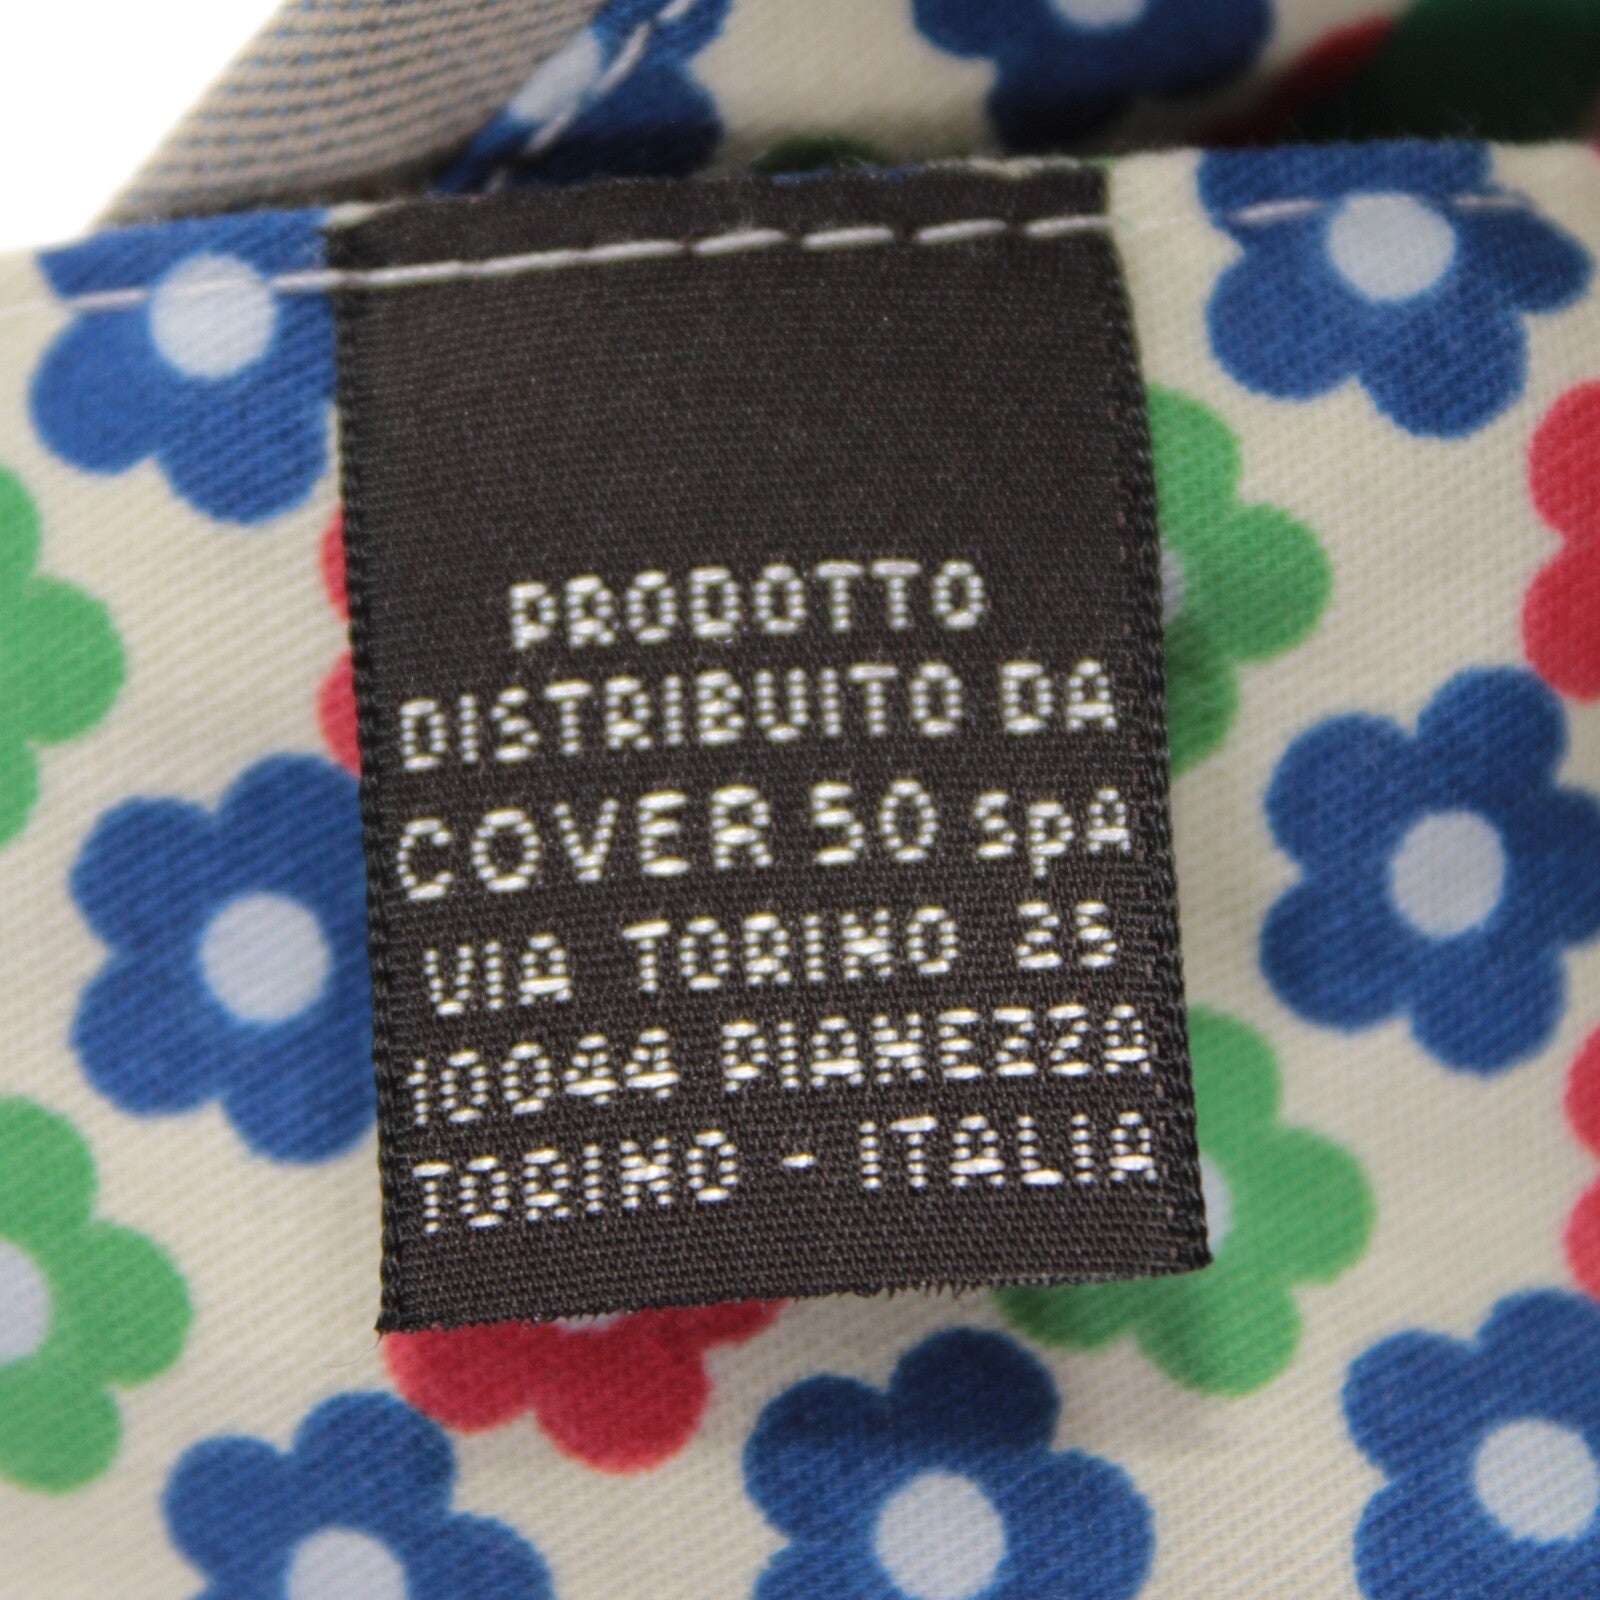 PRODOTTO
DISTRIBUITO DA
COVER 50 SpA
VIA TORINO 25
10044 PIANEZZA
TORINO - ITALIA